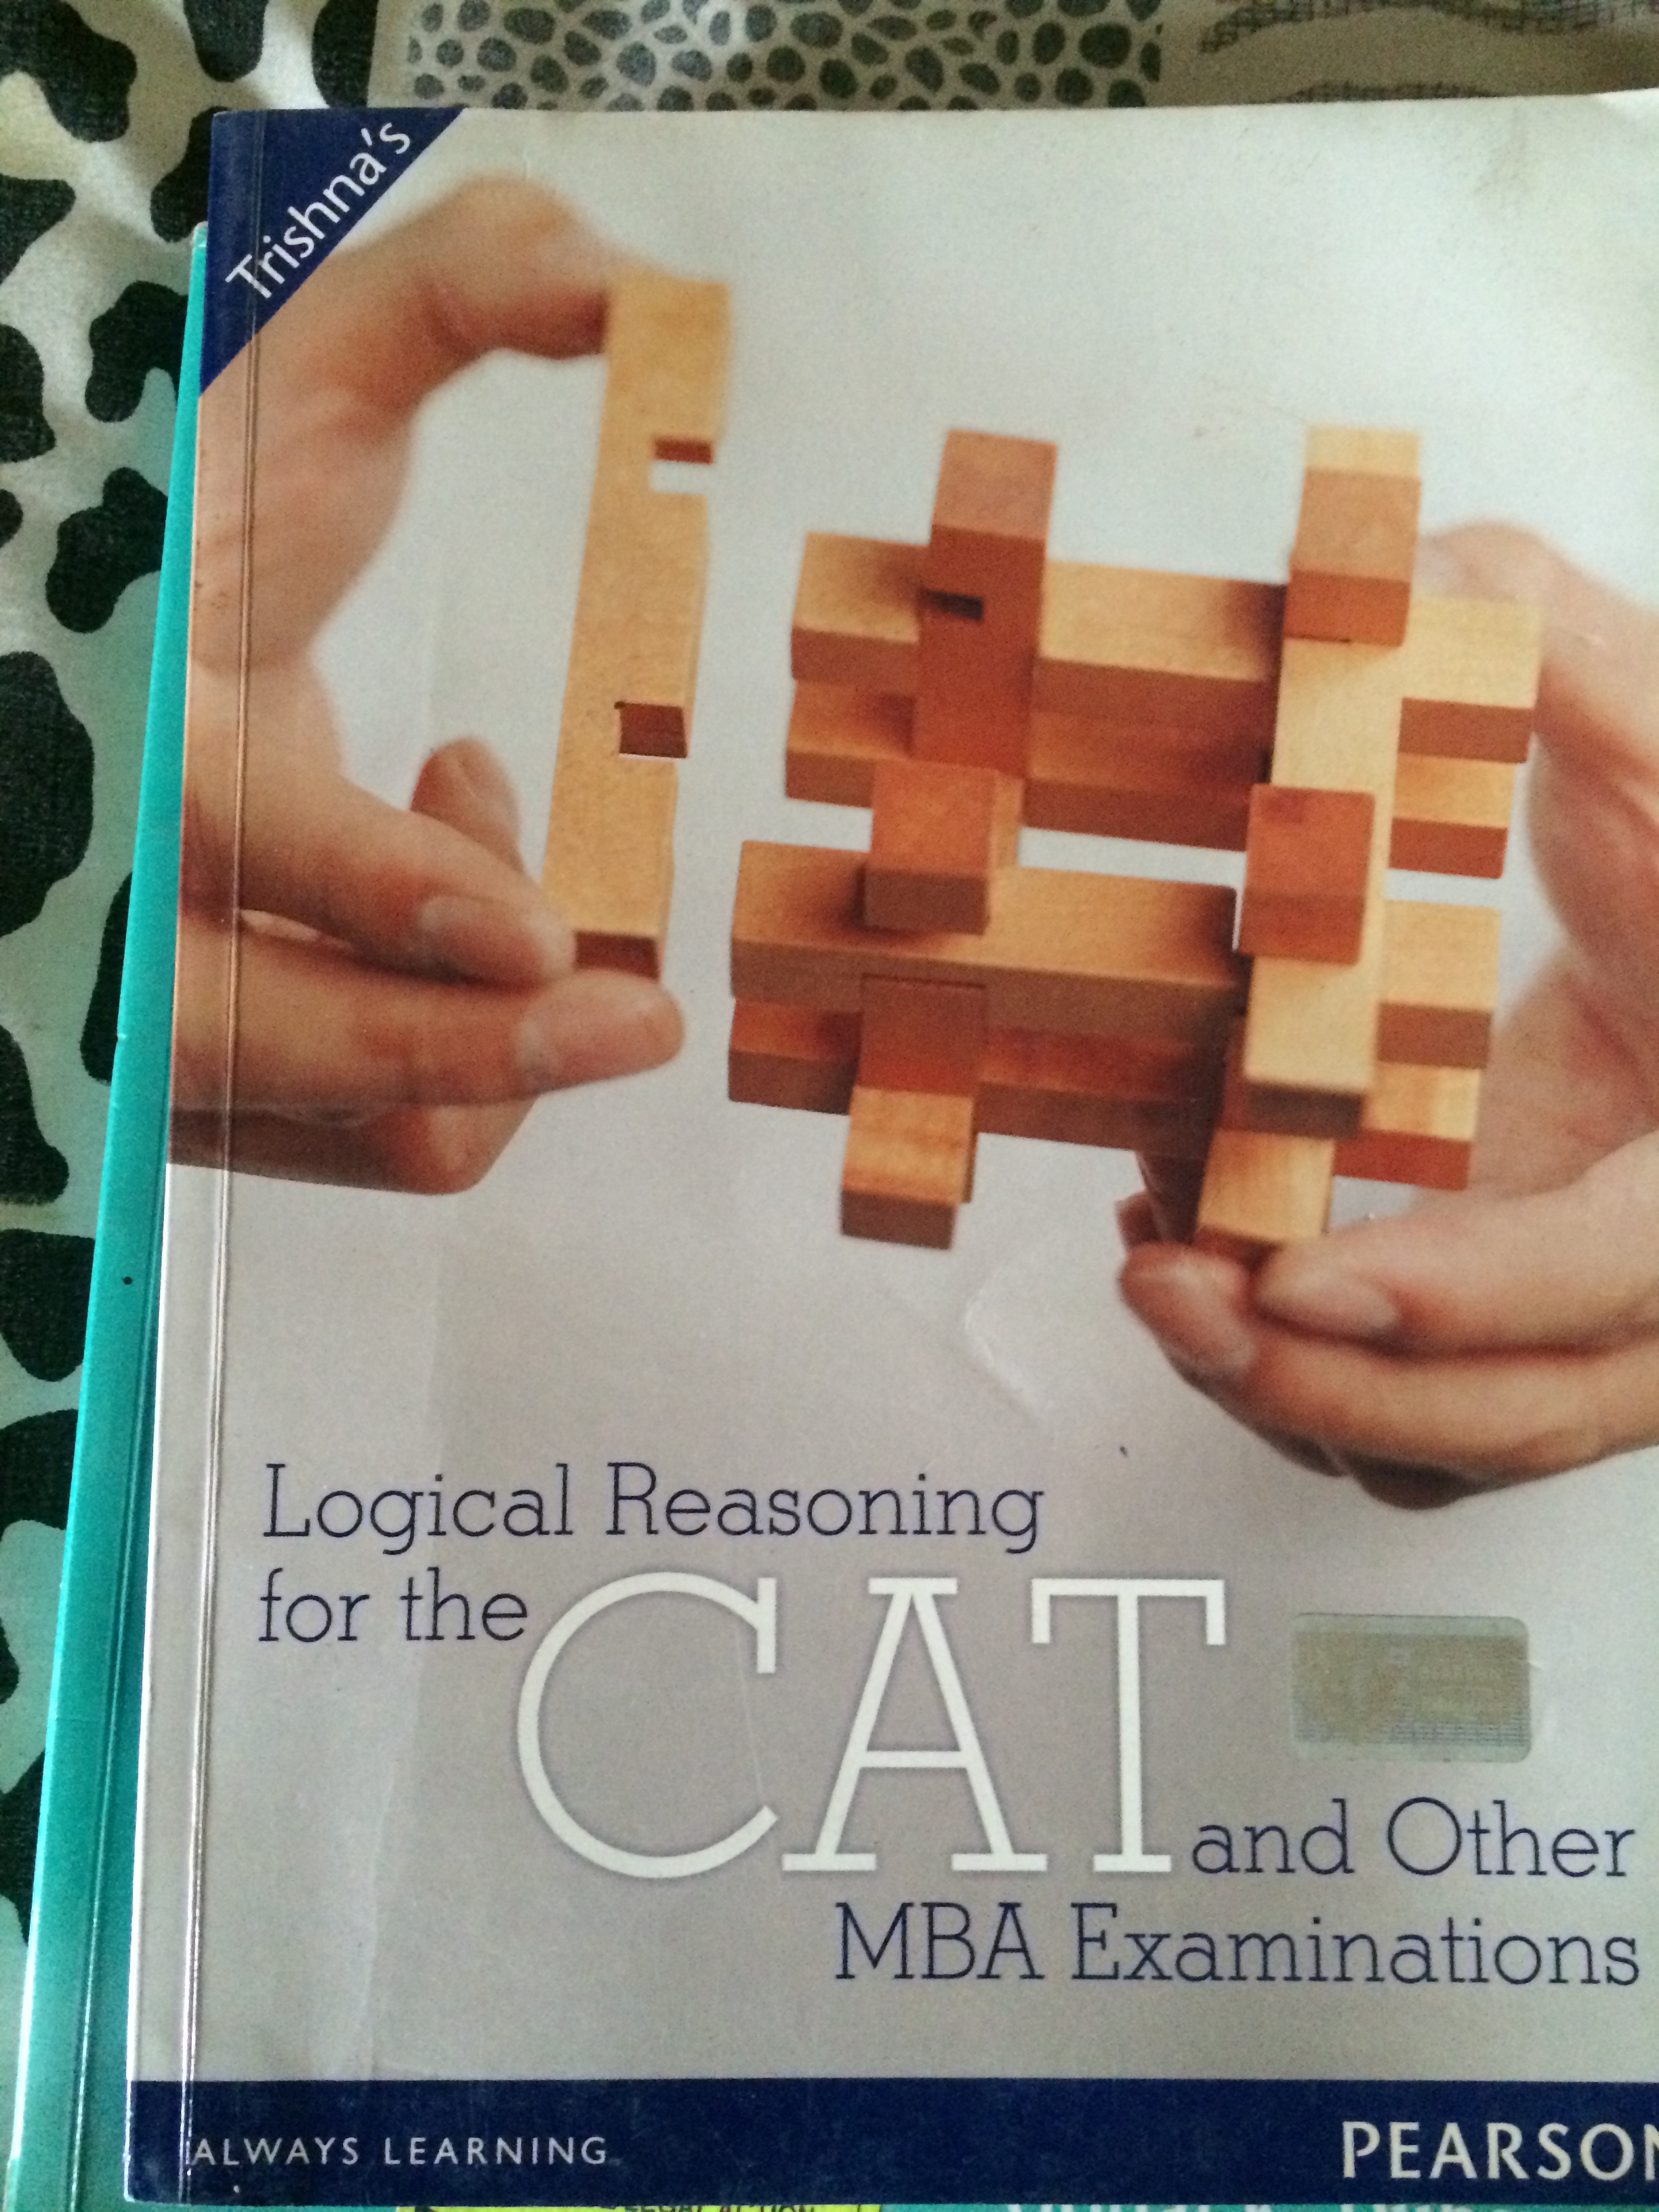 Trishna's
Logical Reasoning
for the CAT
and Other
MBA Examinations
ALWAYS LEARNING
PEARSON